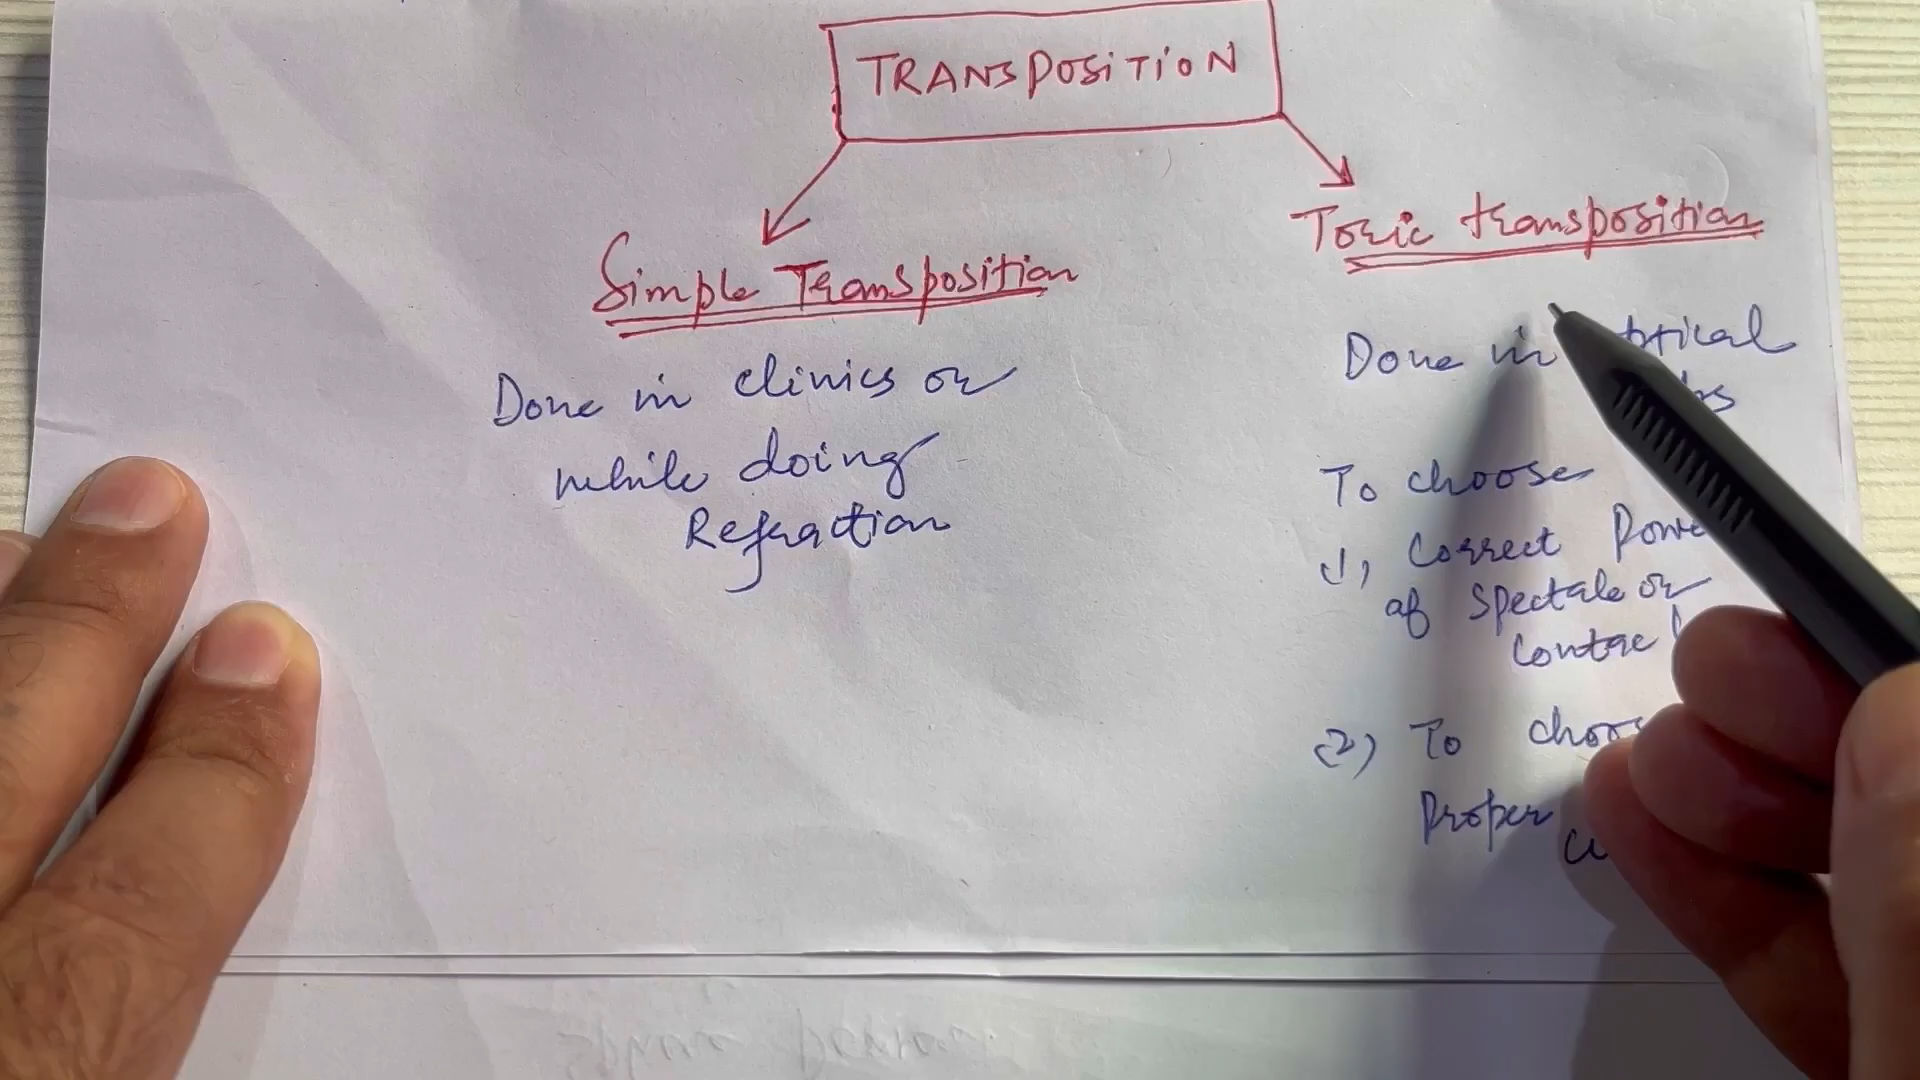 TRANSPOSITION
Simple Transposition
Done in clinics or
while doing
Refraction
Toric transposition
Done in
To choose
(1) Correct
of Spectale or
(2) To
Proper